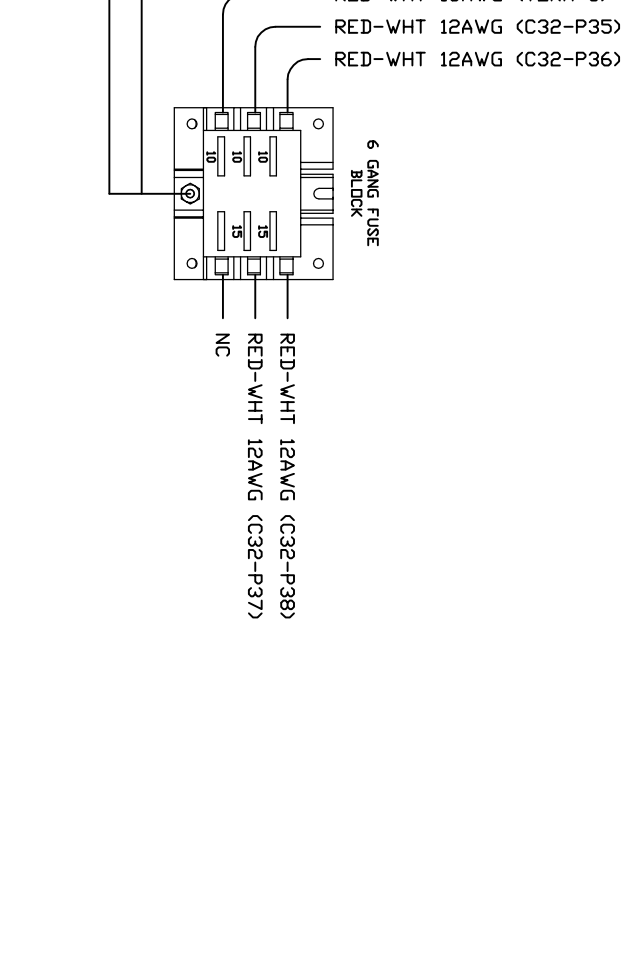 RED-WHT 12AWG (C32-P35)
RED-WHT 12AWG (C32-P36)
6 GANG FUSE
BLOCK
10
10
10
15
15
NC
RED-WHT 12AWG (C32-P37)
RED-WHT 12AWG (C32-P38)